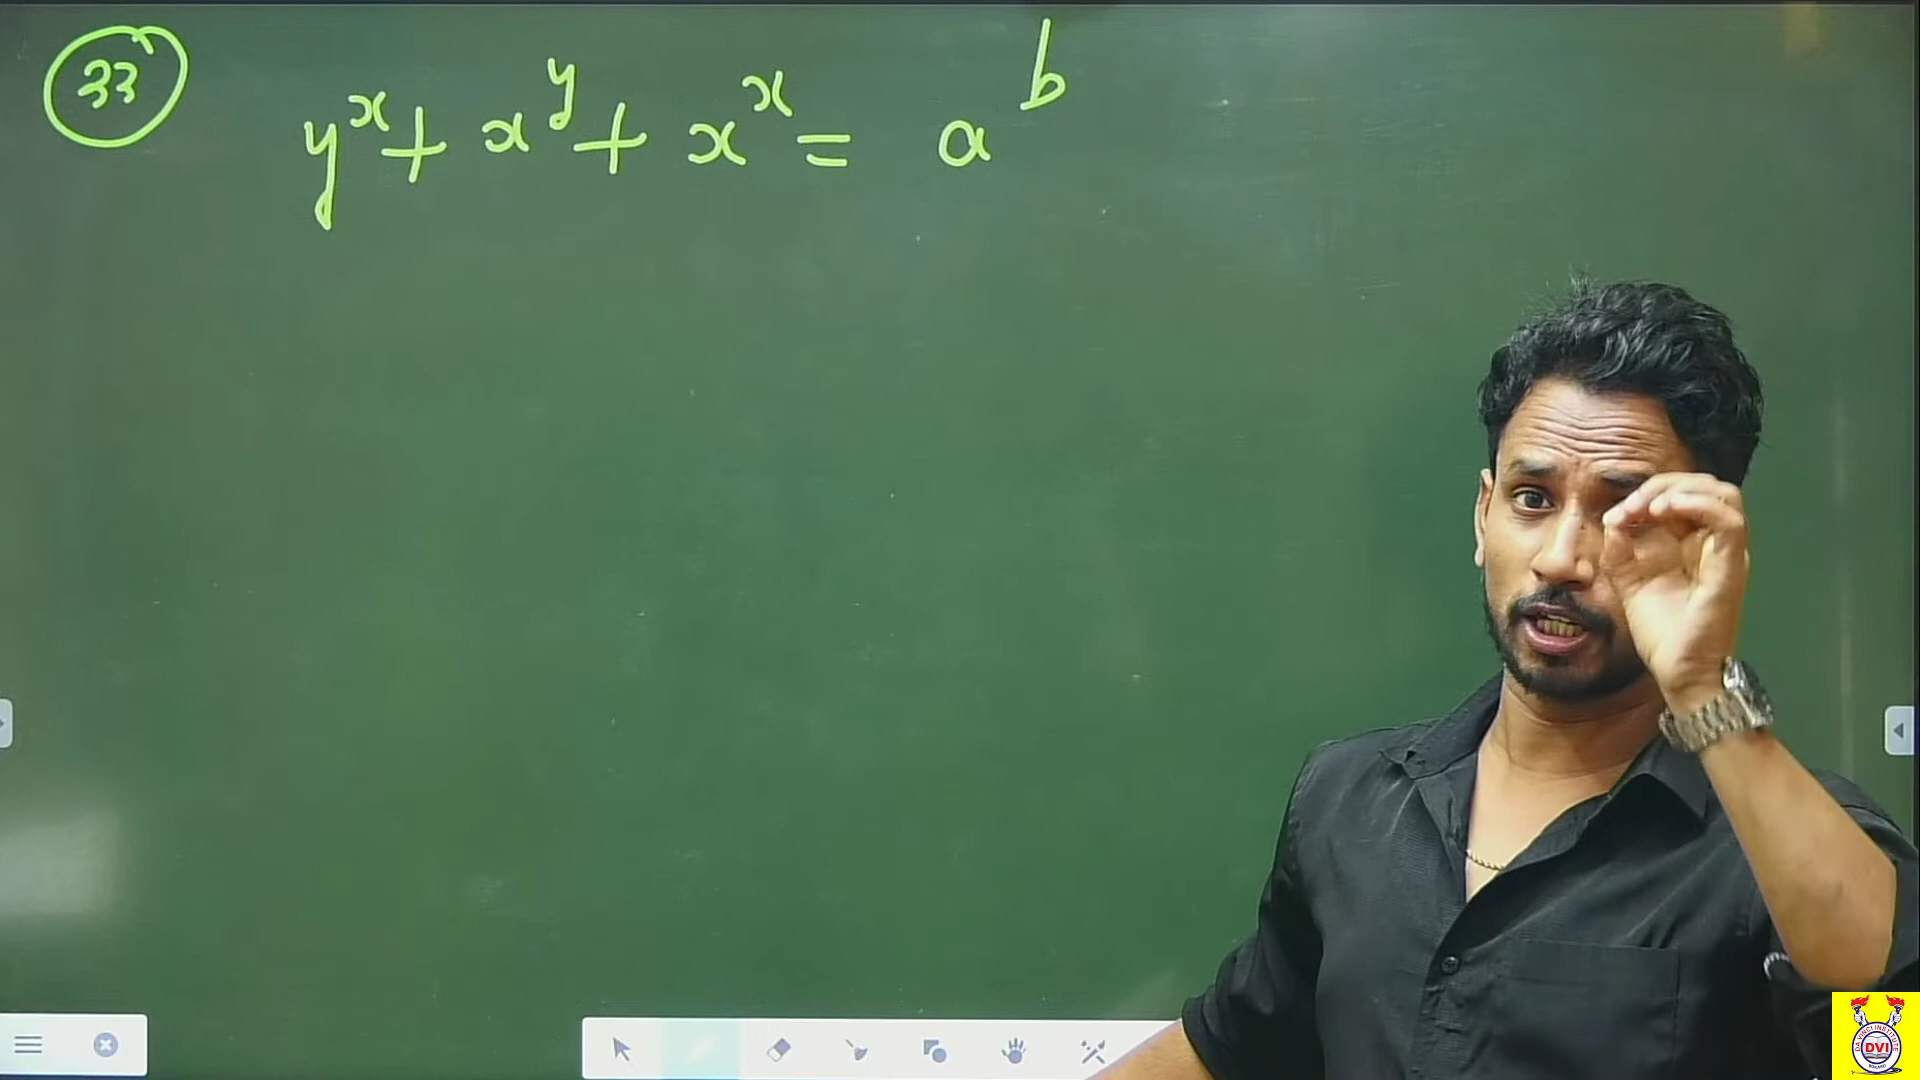 33
y^x + x^y + x^x = a^b
DVI